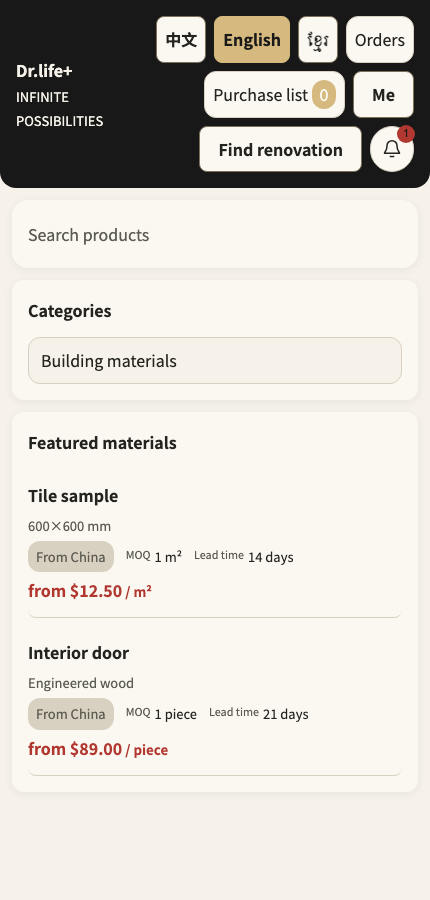 中文 English ខ្មែរ Orders
Dr.life+
INFINITE
POSSIBILITIES
Purchase list 0 Me
Find renovation 1
Search products
Categories
Building materials
Featured materials
Tile sample
600×600 mm
From China MOQ 1 m² Lead time 14 days
from $12.50 / m²
Interior door
Engineered wood
From China MOQ 1 piece Lead time 21 days
from $89.00 / piece